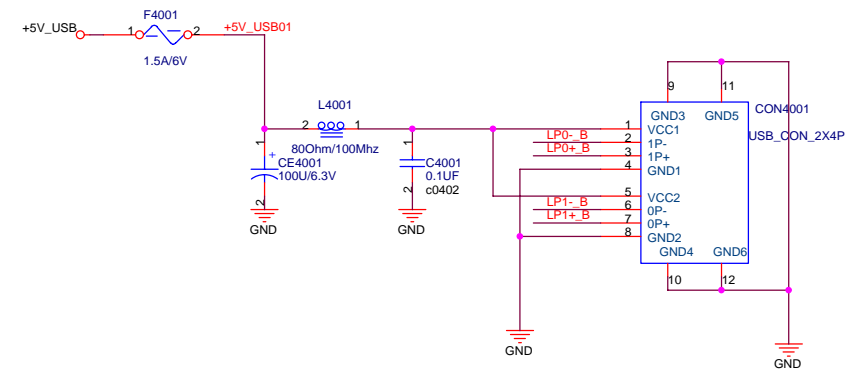 F4001
+5V_USB
1
2
+5V_USB01
1.5A/6V
L4001
2
1
80Ohm/100Mhz
1
+
CE4001
100U/6.3V
2
GND
1
C4001
0.1UF
c0402
2
GND
9
11
CON4001
GND3
GND5
USB_CON_2X4P
1
VCC1
LP0-_B
2
1P-
LP0+_B
3
1P+
4
GND1
5
VCC2
LP1-_B
6
0P-
LP1+_B
7
0P+
8
GND2
GND4
GND6
10
12
GND
GND